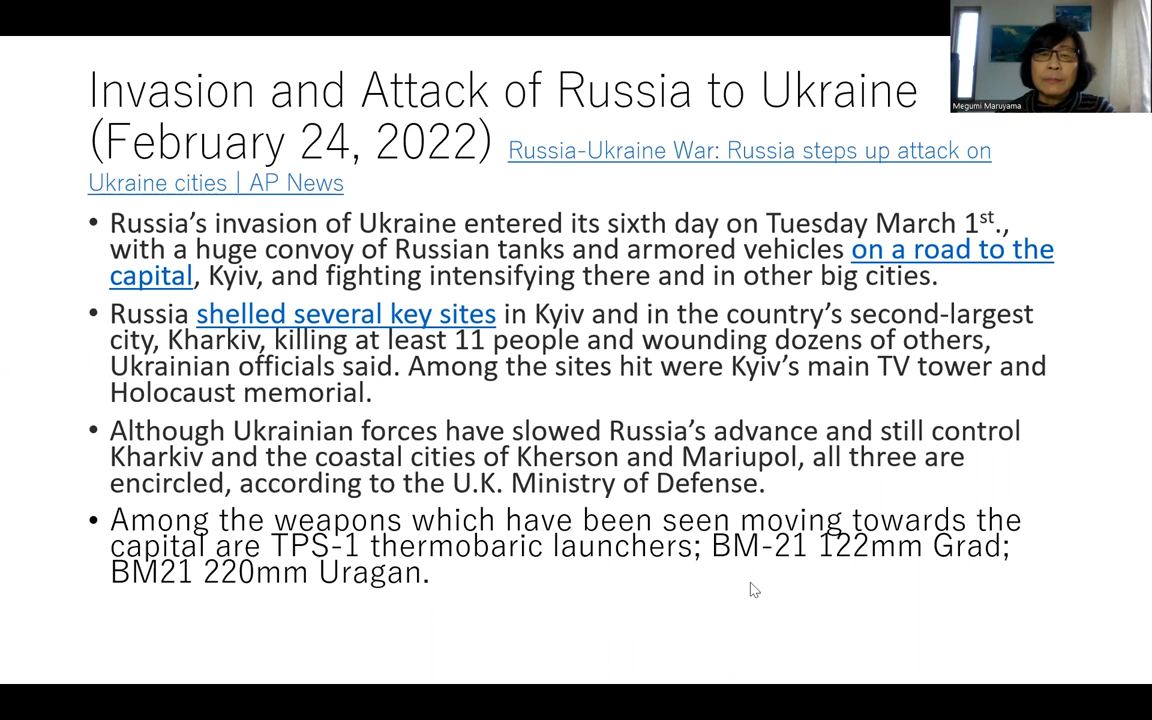 Invasion and Attack of Russia to Ukraine
(February 24, 2022) Russia-Ukraine War: Russia steps up attack on
Ukraine cities | AP News
• Russia’s invasion of Ukraine entered its sixth day on Tuesday March 1st.,
with a huge convoy of Russian tanks and armored vehicles on a road to the
capital, Kyiv, and fighting intensifying there and in other big cities.
• Russia shelled several key sites in Kyiv and in the country’s second-largest
city, Kharkiv, killing at least 11 people and wounding dozens of others,
Ukrainian officials said. Among the sites hit were Kyiv’s main TV tower and
Holocaust memorial.
• Although Ukrainian forces have slowed Russia’s advance and still control
Kharkiv and the coastal cities of Kherson and Mariupol, all three are
encircled, according to the U.K. Ministry of Defense.
• Among the weapons which have been seen moving towards the
capital are TPS-1 thermobaric launchers; BM-21 122mm Grad;
BM21 220mm Uragan.
Megumi Maruyama